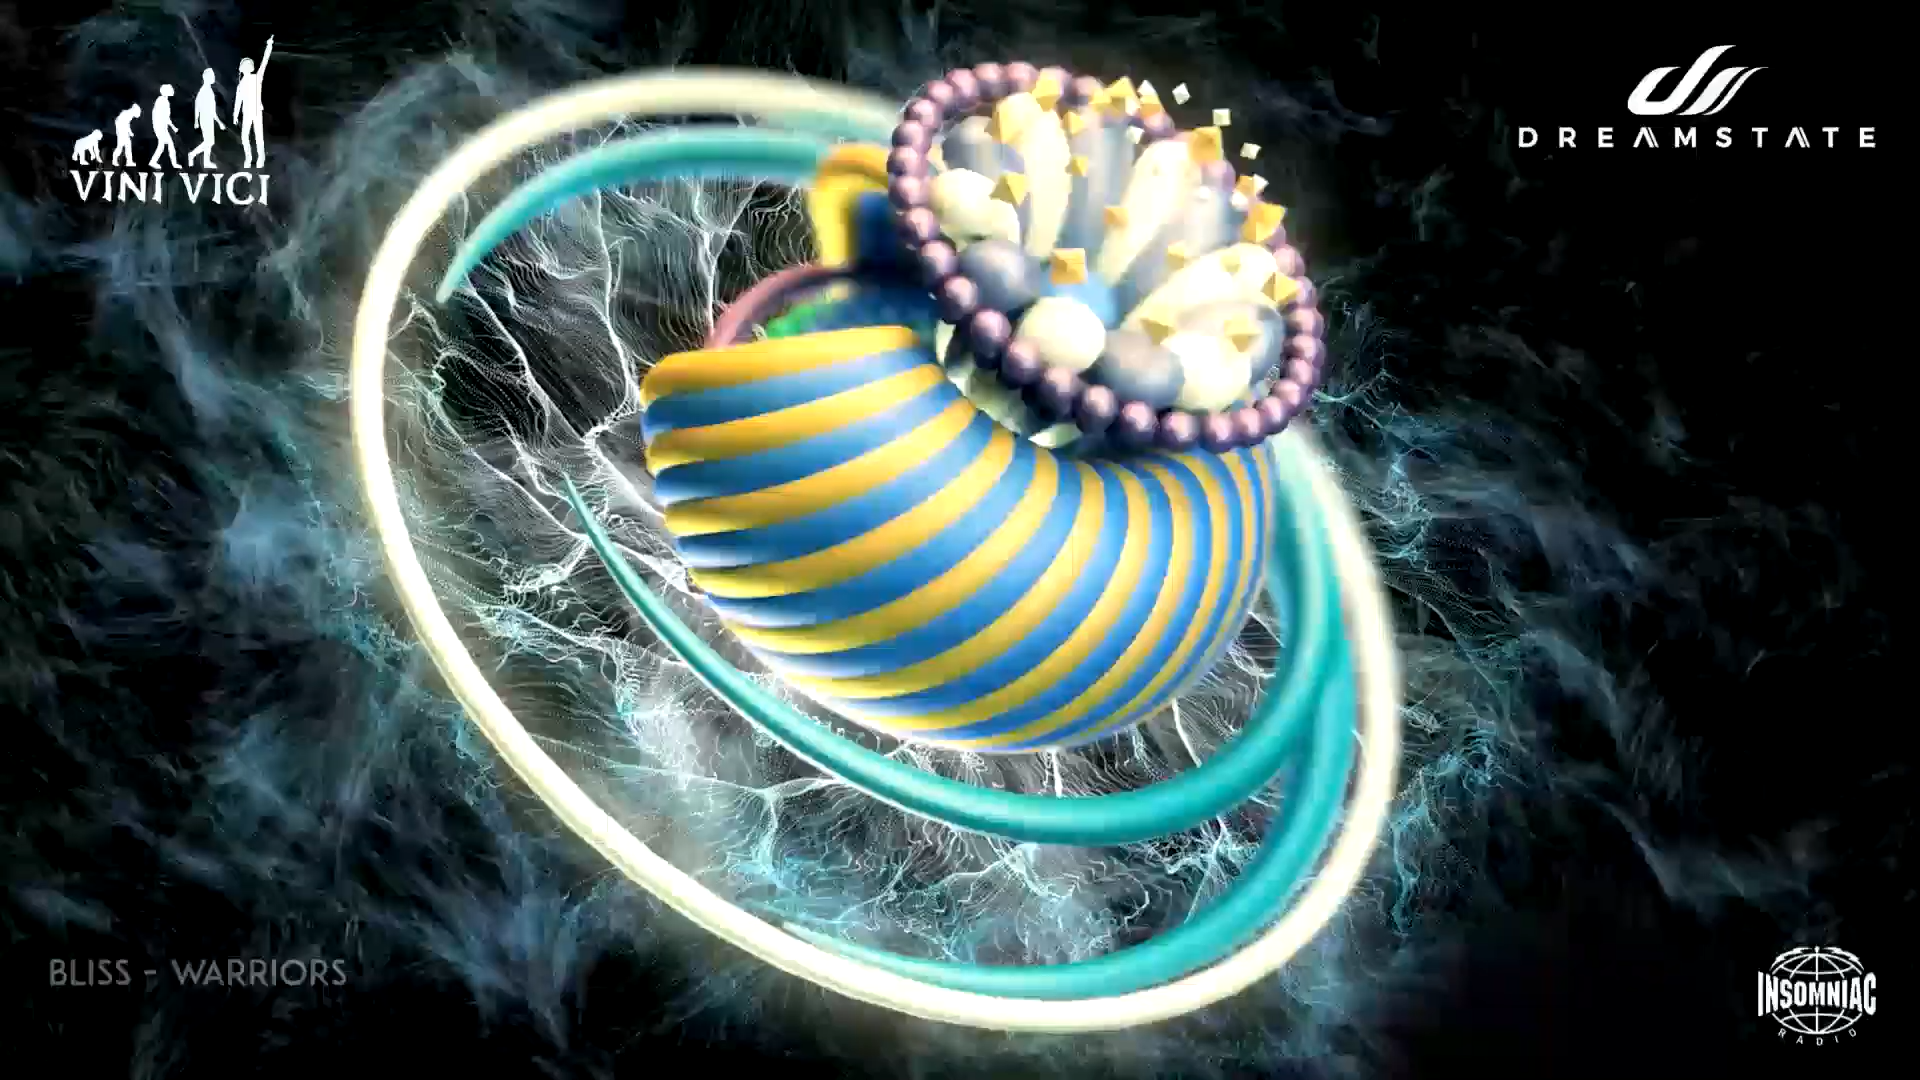 VINI VICI
DREAMSTATE
BLISS - WARRIORS
INSOMNIAC
RADIO